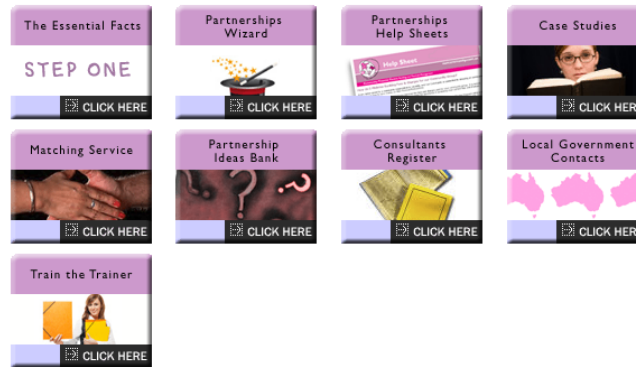 The Essential Facts
STEP ONE
CLICK HERE
Partnerships
Wizard
CLICK HERE
Partnerships
Help Sheets
Help Sheet
CLICK HERE
Case Studies
CLICK HER
Matching Service
CLICK HERE
Partnership
Ideas Bank
? ? ?
CLICK HERE
Consultants
Register
CLICK HERE
Local Government
Contacts
CLICK HER
Train the Trainer
CLICK HERE